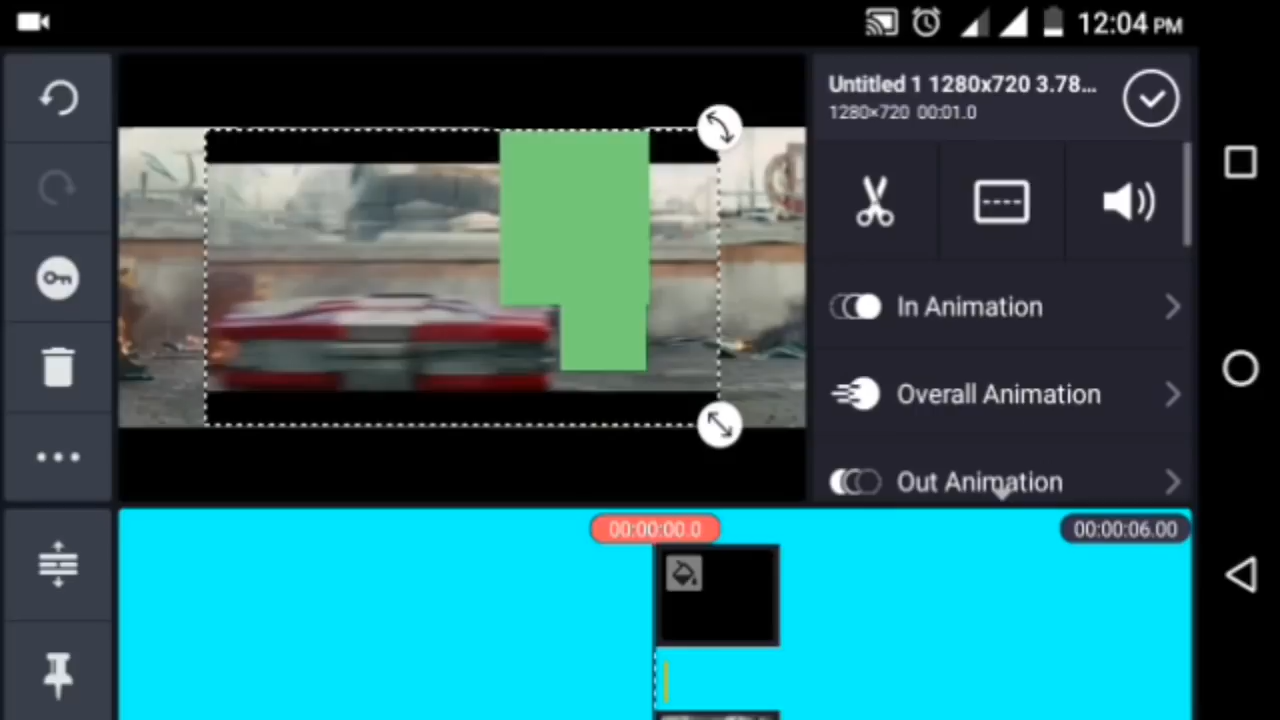 12:04 PM
Untitled 1 1280x720 3.78...
1280×720 00:01.0
In Animation
Overall Animation
Out Animation
00:00:00.0
00:00:06.00